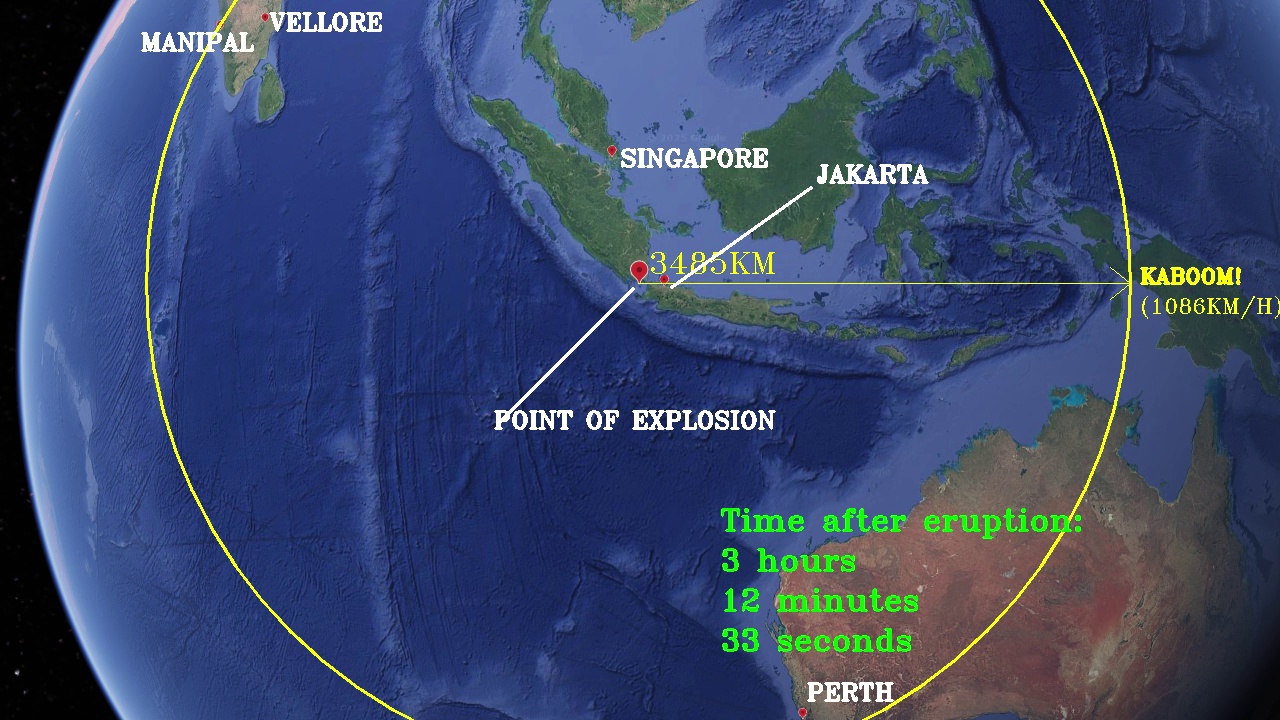 VELLORE
MANIPAL
SINGAPORE
JAKARTA
3485KM
KABOOM!
(1086KM/H)
POINT OF EXPLOSION
Time after eruption:
3 hours
12 minutes
33 seconds
PERTH